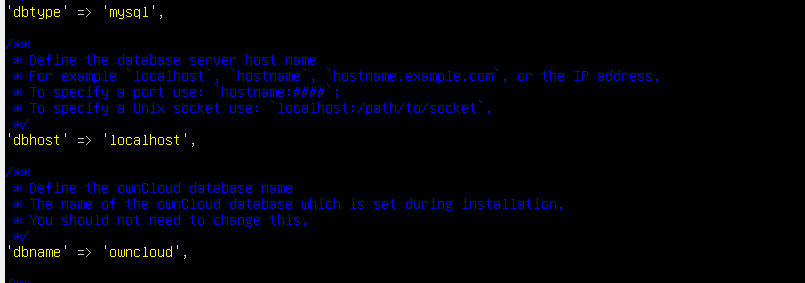 'dbtype' => 'mysql',
/**
* Define the database server host name
* For example `localhost`, `hostname`, `hostname.example.com`, or the IP address.
* To specify a port use: `hostname:####`;
* To specify a Unix socket use: `localhost:/path/to/socket`.
*/
'dbhost' => 'localhost',
/**
* Define the ownCloud database name
* The name of the ownCloud database which is set during installation.
* You should not need to change this.
*/
'dbname' => 'owncloud',